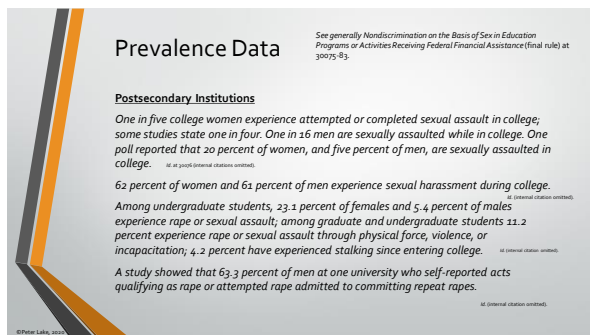 Prevalence Data
See generally Nondiscrimination on the Basis of Sex in Education
Programs or Activities Receiving Federal Financial Assistance (final rule) at
30075-83.
Postsecondary Institutions
One in five college women experience attempted or completed sexual assault in college;
some studies state one in four. One in 16 men are sexually assaulted while in college. One
poll reported that 20 percent of women, and five percent of men, are sexually assaulted in
college. Id. at 30076 (internal citations omitted).
62 percent of women and 61 percent of men experience sexual harassment during college.
Id. (internal citation omitted).
Among undergraduate students, 23.1 percent of females and 5.4 percent of males
experience rape or sexual assault; among graduate and undergraduate students 11.2
percent experience rape or sexual assault through physical force, violence, or
incapacitation; 4.2 percent have experienced stalking since entering college. Id. (internal citation omitted).
A study showed that 63.3 percent of men at one university who self-reported acts
qualifying as rape or attempted rape admitted to committing repeat rapes.
Id. (internal citation omitted).
©Peter Lake, 2020